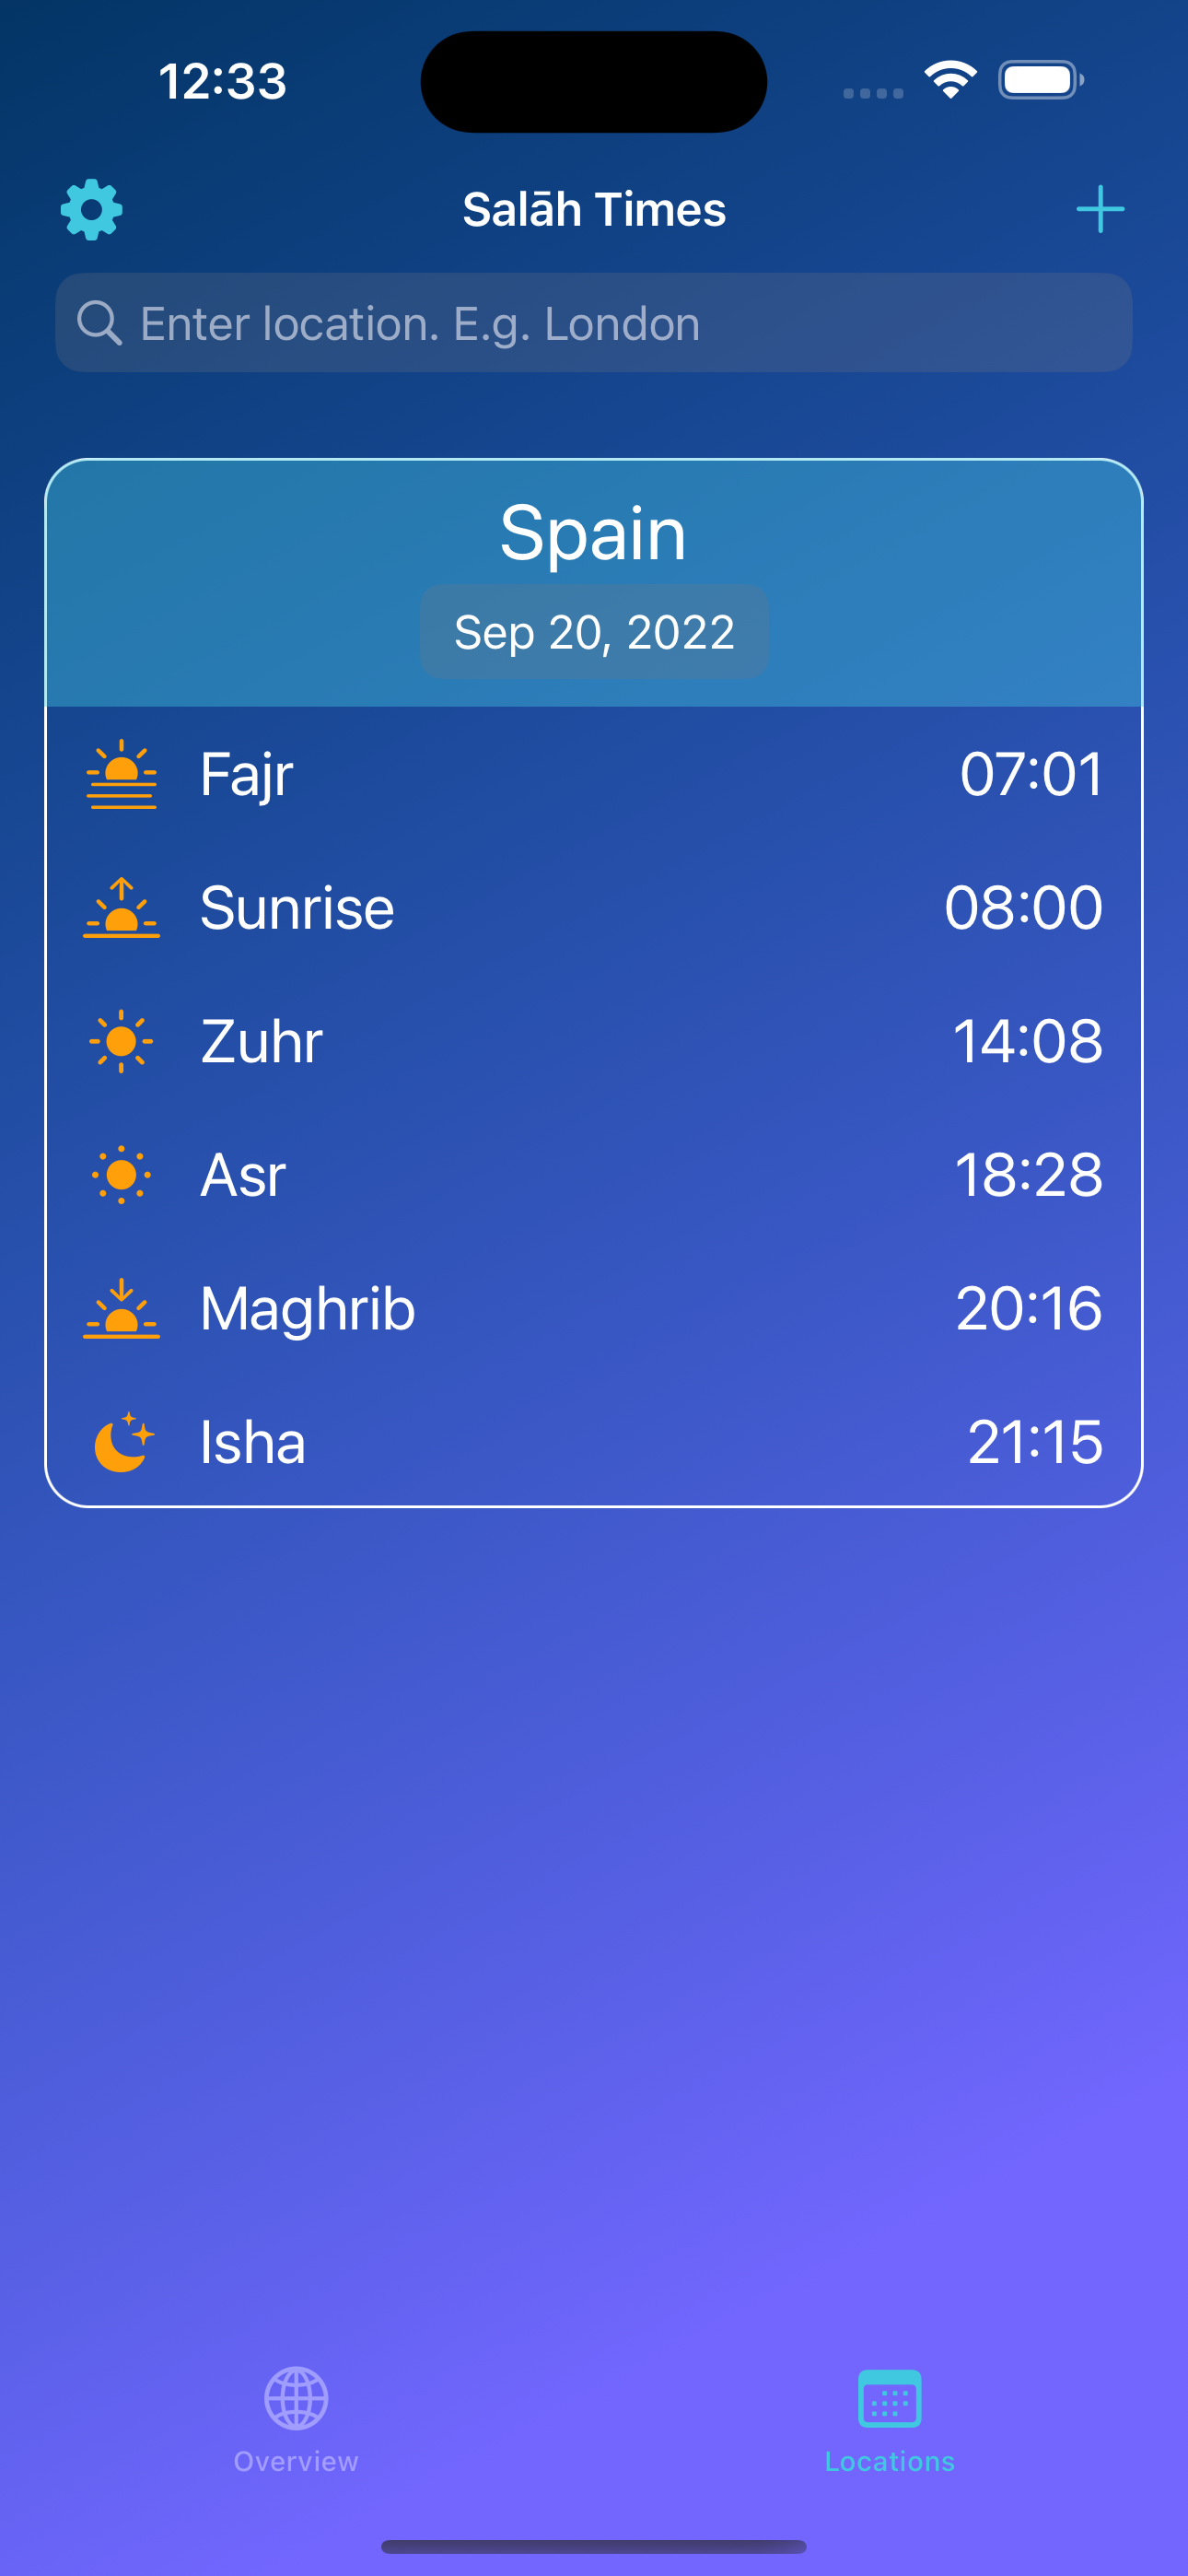 12:33
Salāh Times
Enter location. E.g. London
Spain
Sep 20, 2022
Fajr 07:01
Sunrise 08:00
Zuhr 14:08
Asr 18:28
Maghrib 20:16
Isha 21:15
Overview Locations